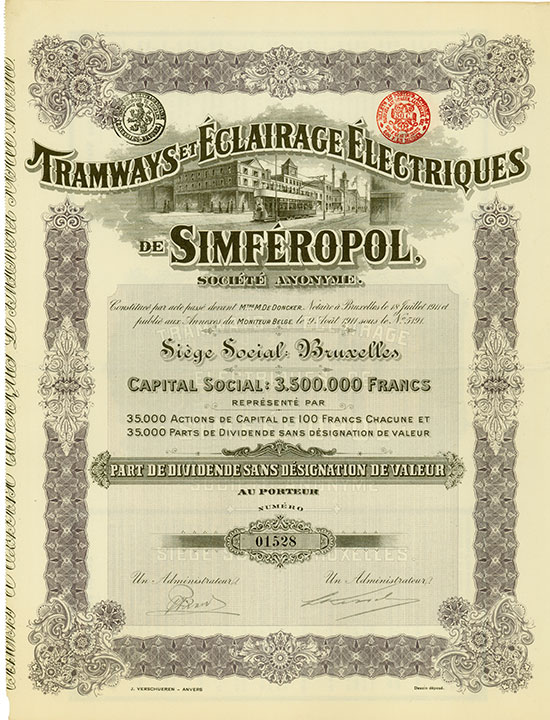 TRAMWAYS ET ÉCLAIRAGE ÉLECTRIQUES
DE SIMFÉROPOL,
SOCIÉTÉ ANONYME.
Constituée par acte passé devant Mtre M. DE DONCKER, Notaire à Bruxelles le 18 Juillet 1911 et
publié aux Annexes du MONITEUR BELGE, le 9 Août 1911 sous le No 5191.
Siège Social: Bruxelles
CAPITAL SOCIAL: 3.500.000 FRANCS
REPRÉSENTÉ PAR
35.000 ACTIONS DE CAPITAL DE 100 FRANCS CHACUNE ET
35.000 PARTS DE DIVIDENDE SANS DÉSIGNATION DE VALEUR
PART DE DIVIDENDE SANS DÉSIGNATION DE VALEUR
AU PORTEUR
NUMÉRO
01528
SIÈGE SOCIAL: BRUXELLES
Un Administrateur, Un Administrateur,
J. VERSCHUEREN - ANVERS Dessin déposé.